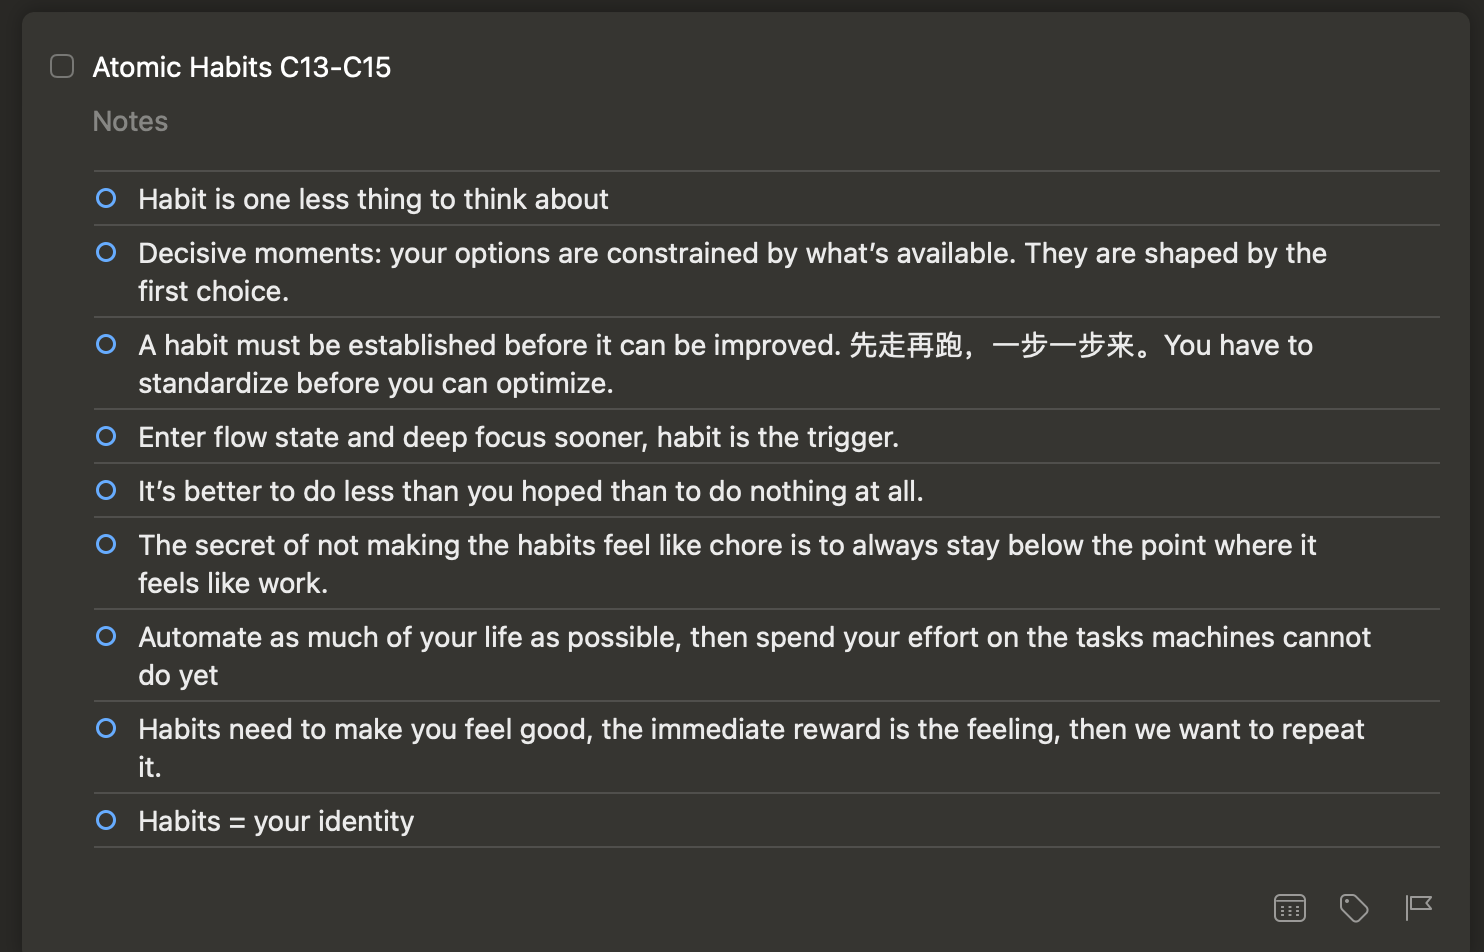 Atomic Habits C13-C15
Notes
Habit is one less thing to think about
Decisive moments: your options are constrained by what’s available. They are shaped by the
first choice.
A habit must be established before it can be improved. 先走再跑，一步一步来。You have to
standardize before you can optimize.
Enter flow state and deep focus sooner, habit is the trigger.
It’s better to do less than you hoped than to do nothing at all.
The secret of not making the habits feel like chore is to always stay below the point where it
feels like work.
Automate as much of your life as possible, then spend your effort on the tasks machines cannot
do yet
Habits need to make you feel good, the immediate reward is the feeling, then we want to repeat
it.
Habits = your identity